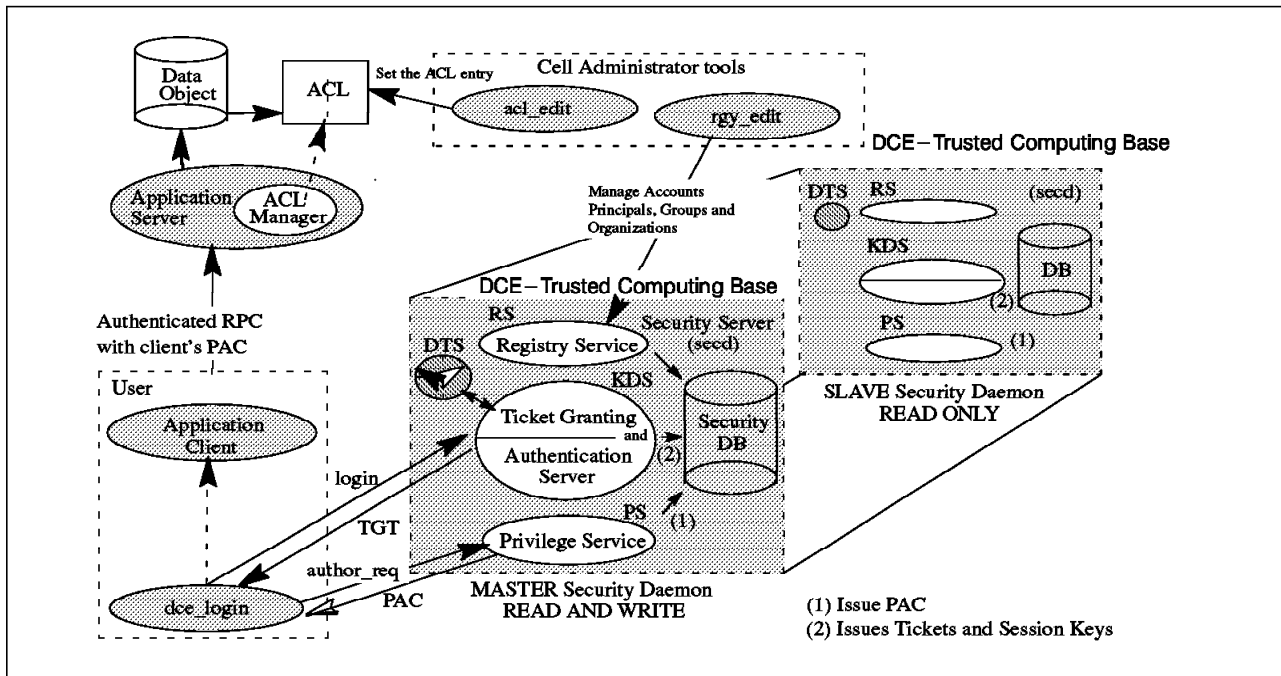 Data
Object
ACL
Set the ACL entry
Cell Administrator tools
acl_edit
rgy_edit
DCE–Trusted Computing Base
Application
Server
ACL
Manager
Manage Accounts
Principals, Groups and
Organizations
DTS
RS
(secd)
KDS
DB
(2)
PS
(1)
SLAVE Security Daemon
READ ONLY
Authenticated RPC
with client's PAC
DCE–Trusted Computing Base
RS
Security Server
(secd)
Registry Service
DTS
KDS
Ticket Granting
and
Authentication
Server
(2)
Security
DB
PS
(1)
Privilege Service
MASTER Security Daemon
READ AND WRITE
User
Application
Client
login
TGT
author_req
PAC
dce_login
(1) Issue PAC
(2) Issues Tickets and Session Keys